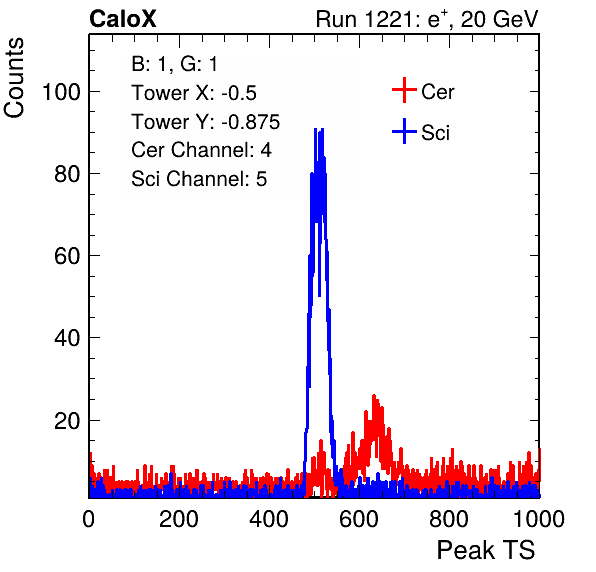 CaloX Run 1221: e⁺, 20 GeV
Counts
B: 1, G: 1
Tower X: -0.5
Tower Y: -0.875
Cer Channel: 4
Sci Channel: 5
Cer
Sci
100
80
60
40
20
0 200 400 600 800 1000
Peak TS